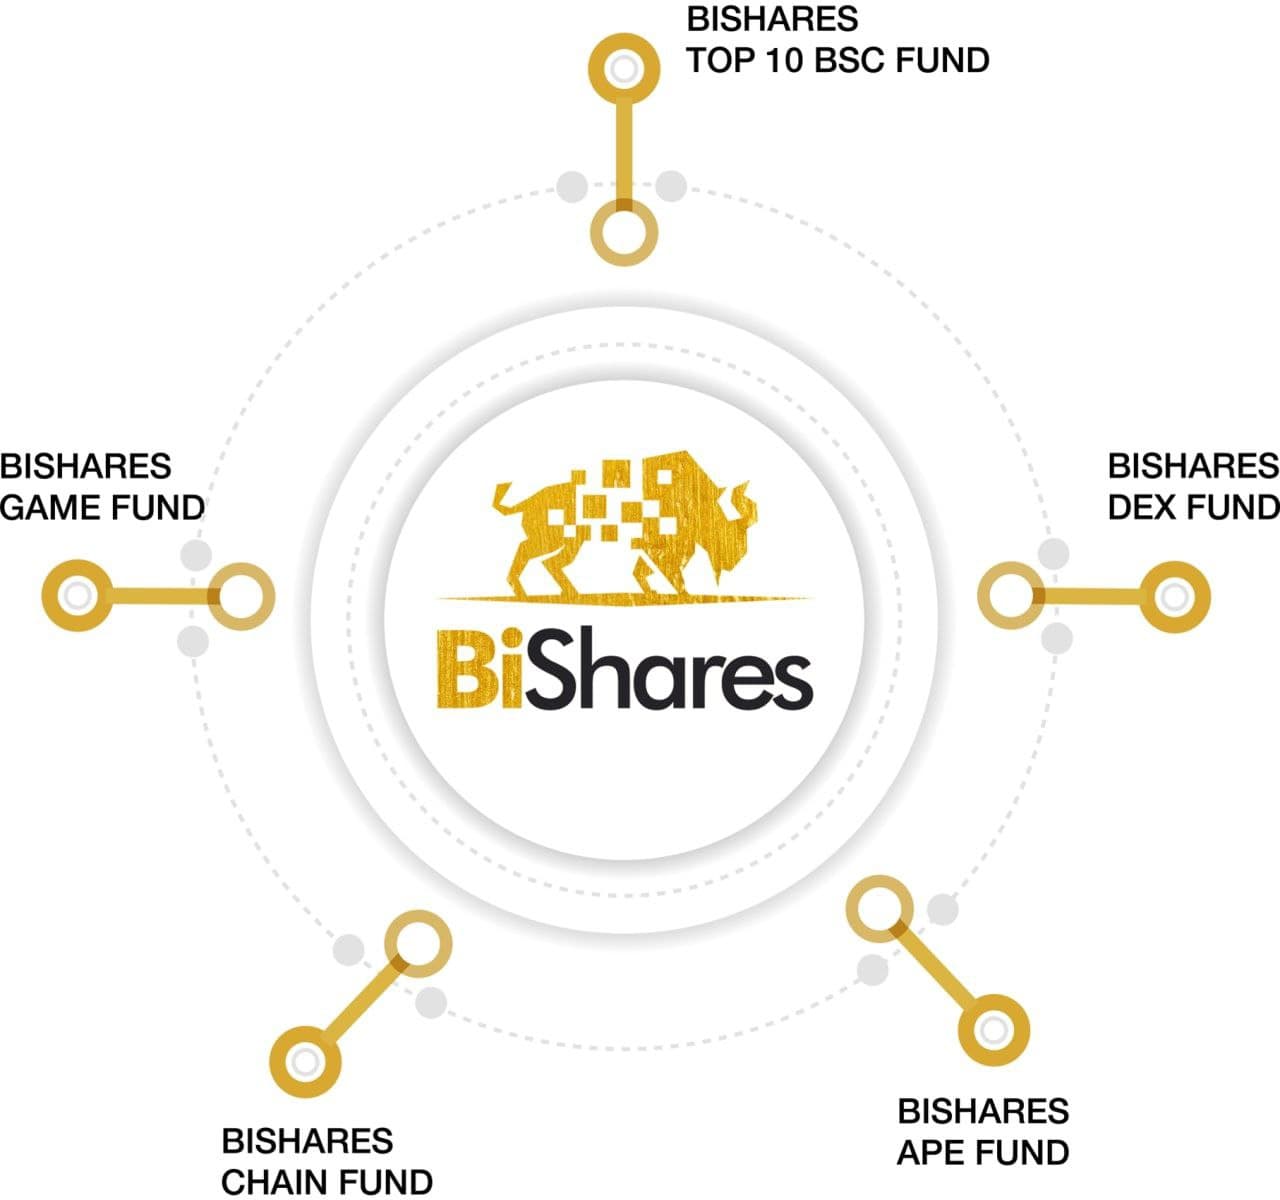 BISHARES
TOP 10 BSC FUND
BISHARES
GAME FUND
BISHARES
DEX FUND
BiShares
BISHARES
CHAIN FUND
BISHARES
APE FUND